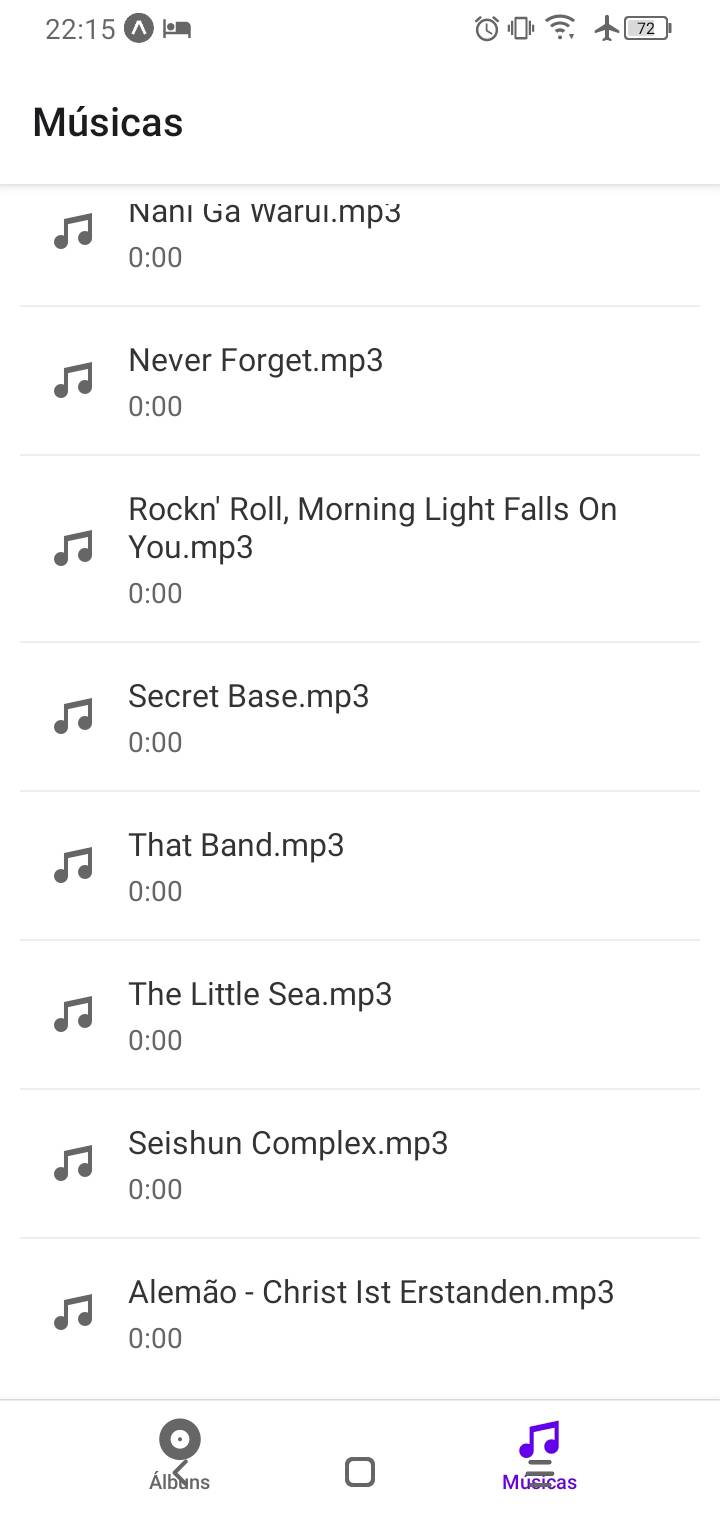 22:15
72
Músicas
Nani Ga Warui.mp3
0:00
Never Forget.mp3
0:00
Rockn' Roll, Morning Light Falls On
You.mp3
0:00
Secret Base.mp3
0:00
That Band.mp3
0:00
The Little Sea.mp3
0:00
Seishun Complex.mp3
0:00
Alemão - Christ Ist Erstanden.mp3
0:00
Álbuns
Músicas